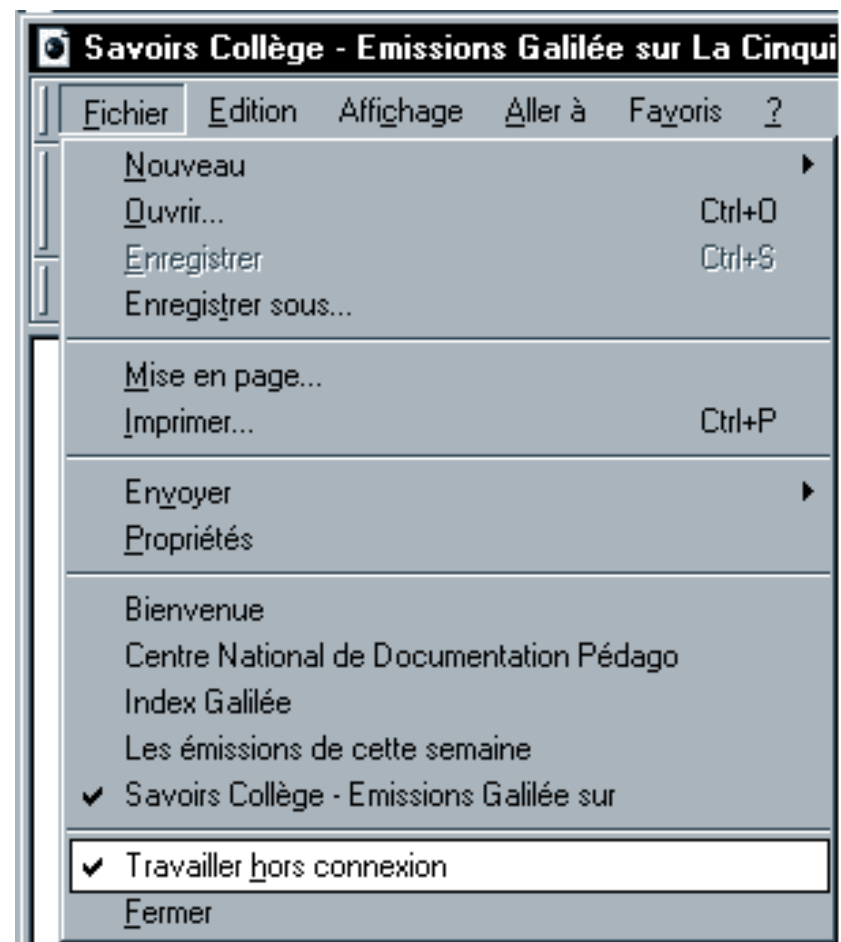 Savoirs Collège - Emissions Galilée sur La Cinqui
Fichier Edition Affichage Aller à Favoris ?
Nouveau
Ouvrir... Ctrl+O
Enregistrer Ctrl+S
Enregistrer sous...
Mise en page...
Imprimer... Ctrl+P
Envoyer
Propriétés
Bienvenue
Centre National de Documentation Pédago
Index Galilée
Les émissions de cette semaine
Savoirs Collège - Emissions Galilée sur
Travailler hors connexion
Fermer